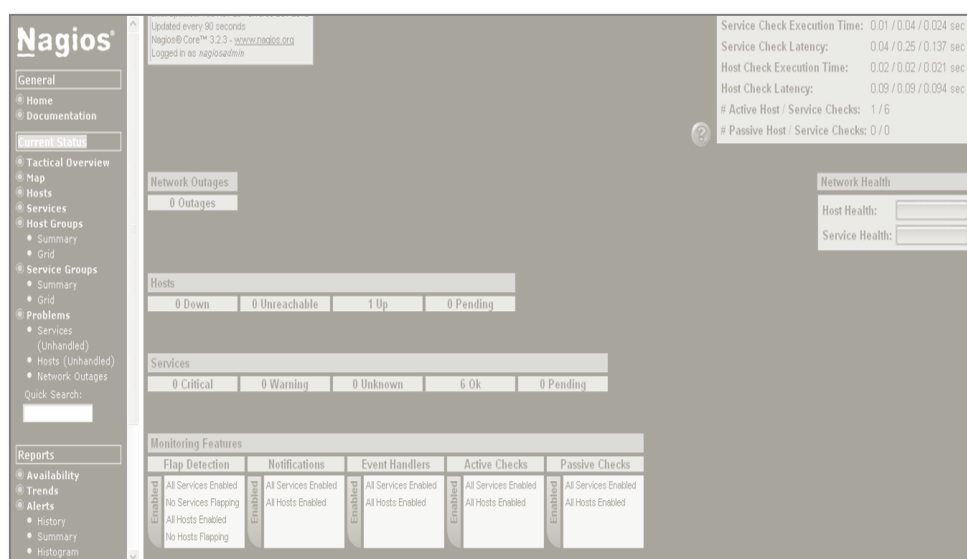 Nagios®
General
Home
Documentation
Current Status
Tactical Overview
Map
Hosts
Services
Host Groups
Summary
Grid
Service Groups
Summary
Grid
Problems
Services
(Unhandled)
Hosts (Unhandled)
Network Outages
Quick Search:
Reports
Availability
Trends
Alerts
History
Summary
Histogram
Updated every 90 seconds
Nagios® Core™ 3.2.3 - www.nagios.org
Logged in as nagiosadmin
Service Check Execution Time: 0.01 / 0.04 / 0.024 sec
Service Check Latency: 0.04 / 0.25 / 0.137 sec
Host Check Execution Time: 0.02 / 0.02 / 0.021 sec
Host Check Latency: 0.09 / 0.09 / 0.094 sec
# Active Host / Service Checks: 1 / 6
# Passive Host / Service Checks: 0 / 0
?
Network Outages
0 Outages
Network Health
Host Health:
Service Health:
Hosts
0 Down 0 Unreachable 1 Up 0 Pending
Services
0 Critical 0 Warning 0 Unknown 6 Ok 0 Pending
Monitoring Features
Flap Detection Notifications Event Handlers Active Checks Passive Checks
Enabled
All Services Enabled
No Services Flapping
All Hosts Enabled
No Hosts Flapping
Enabled
All Services Enabled
All Hosts Enabled
Enabled
All Services Enabled
All Hosts Enabled
Enabled
All Services Enabled
All Hosts Enabled
Enabled
All Services Enabled
All Hosts Enabled